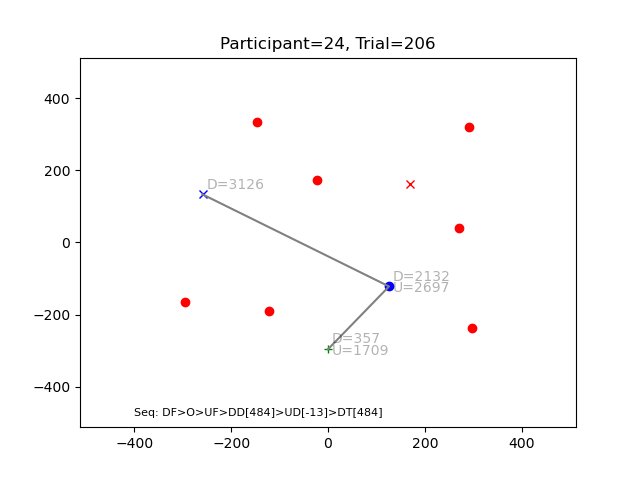 Participant=24, Trial=206
400
200
0
−200
−400
D=3126
D=2132
U=2697
D=357
U=1709
Seq: DF>O>UF>DD[484]>UD[-13]>DT[484]
−400 −200 0 200 400